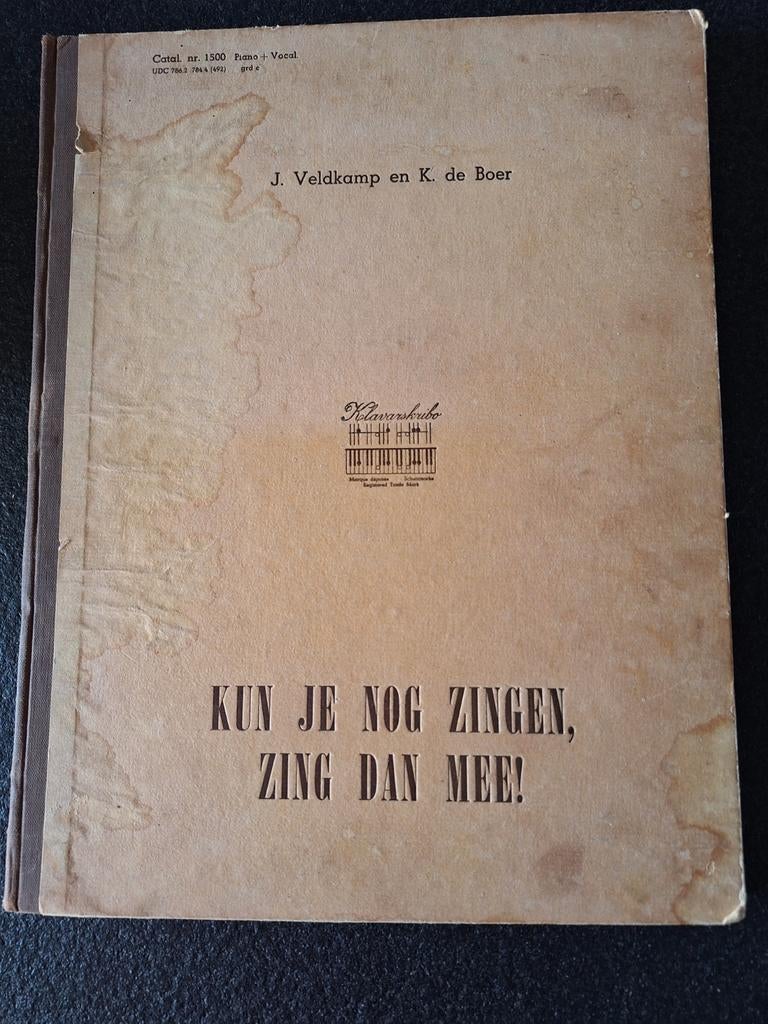 Catal. nr. 1500 Piano + Vocal.
UDC 786.2 784.4 (492) grd c
J. Veldkamp en K. de Boer
Klavarskribo
Marque déposée Schutzmarke
Registered Trade Mark
KUN JE NOG ZINGEN,
ZING DAN MEE!